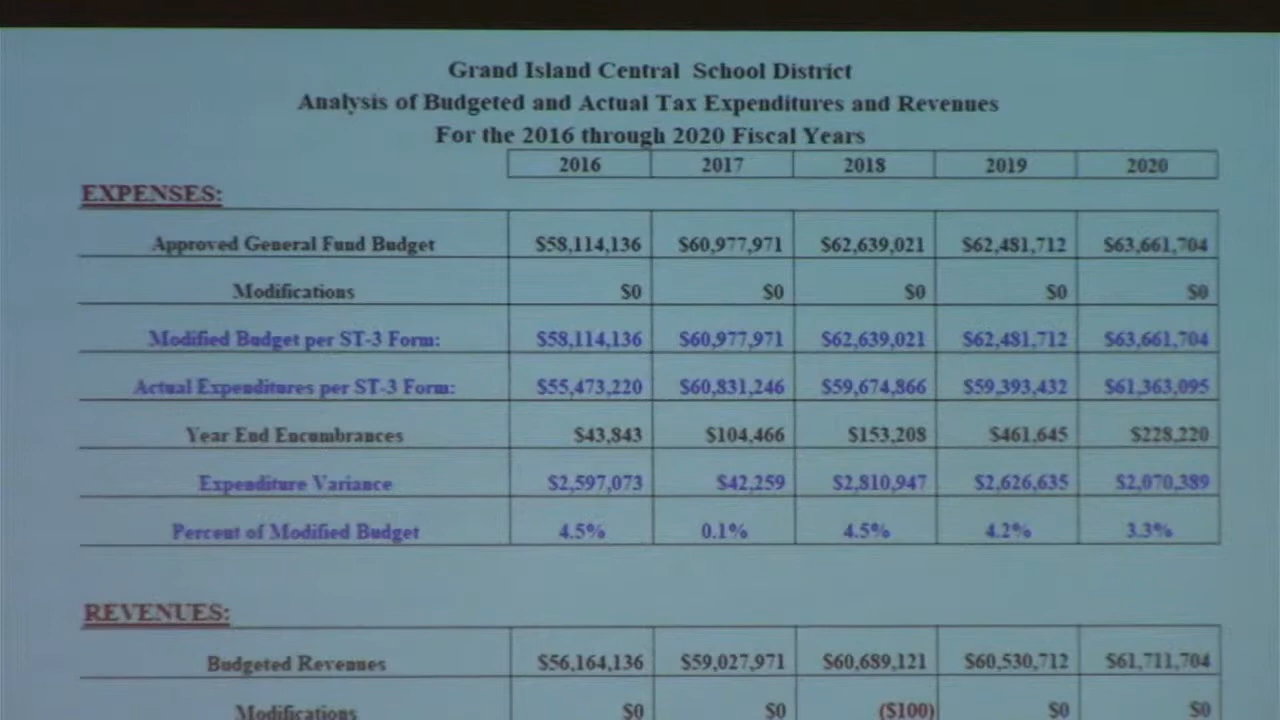 Grand Island Central School District
Analysis of Budgeted and Actual Tax Expenditures and Revenues
For the 2016 through 2020 Fiscal Years
2016 2017 2018 2019 2020
EXPENSES:
Approved General Fund Budget $58,114,136 $60,977,971 $62,639,021 $62,481,712 $63,661,704
Modifications $0 $0 $0 $0 $0
Modified Budget per ST-3 Form: $58,114,136 $60,977,971 $62,639,021 $62,481,712 $63,661,704
Actual Expenditures per ST-3 Form: $55,473,220 $60,831,246 $59,674,866 $59,393,432 $61,363,095
Year End Encumbrances $43,843 $104,466 $153,208 $461,645 $228,220
Expenditure Variance $2,597,073 $42,259 $2,810,947 $2,626,635 $2,070,389
Percent of Modified Budget 4.5% 0.1% 4.5% 4.2% 3.3%
REVENUES:
Budgeted Revenues $56,164,136 $59,027,971 $60,689,121 $60,530,712 $61,711,704
Modifications $0 $0 ($100) $0 $0